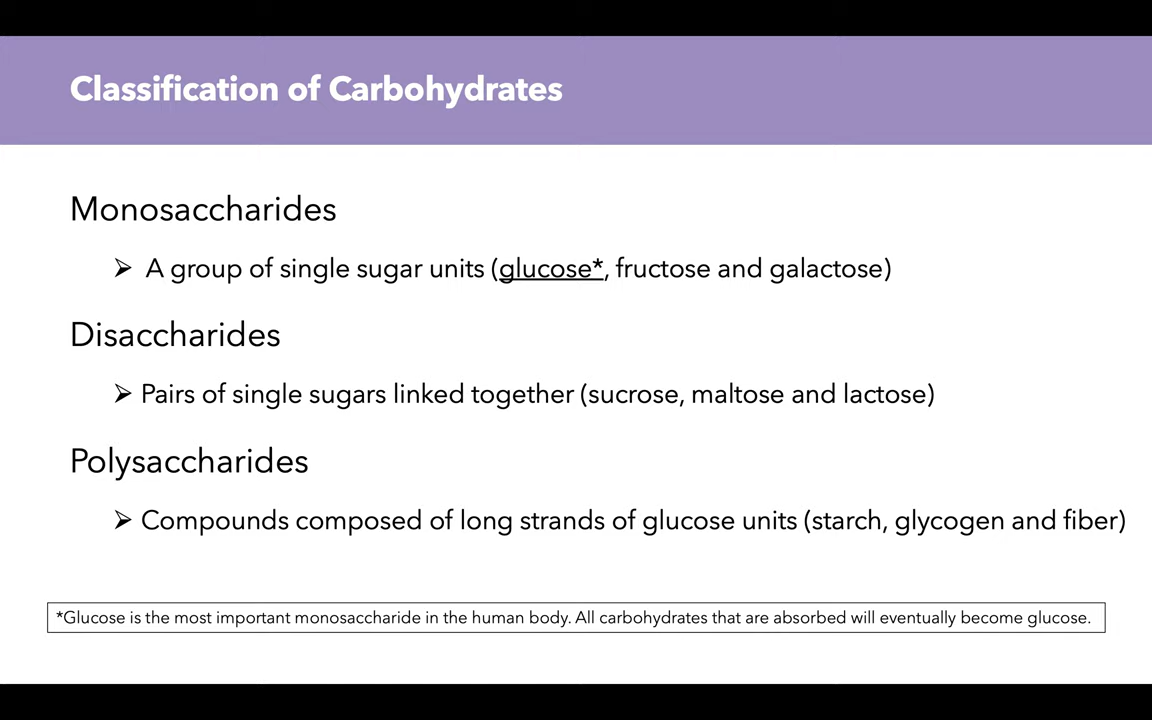 Classification of Carbohydrates
Monosaccharides
➢ A group of single sugar units (glucose*, fructose and galactose)
Disaccharides
➢ Pairs of single sugars linked together (sucrose, maltose and lactose)
Polysaccharides
➢ Compounds composed of long strands of glucose units (starch, glycogen and fiber)
*Glucose is the most important monosaccharide in the human body. All carbohydrates that are absorbed will eventually become glucose.